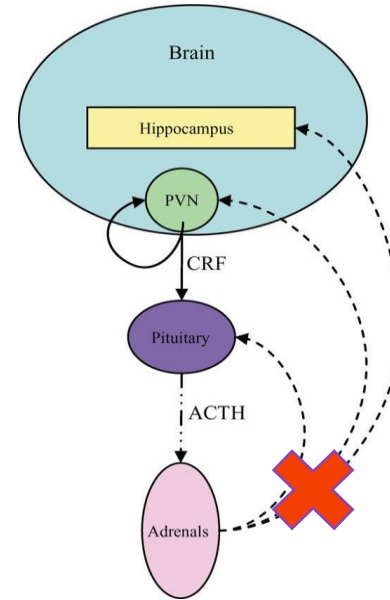 Brain
Hippocampus
PVN
CRF
Pituitary
ACTH
Adrenals